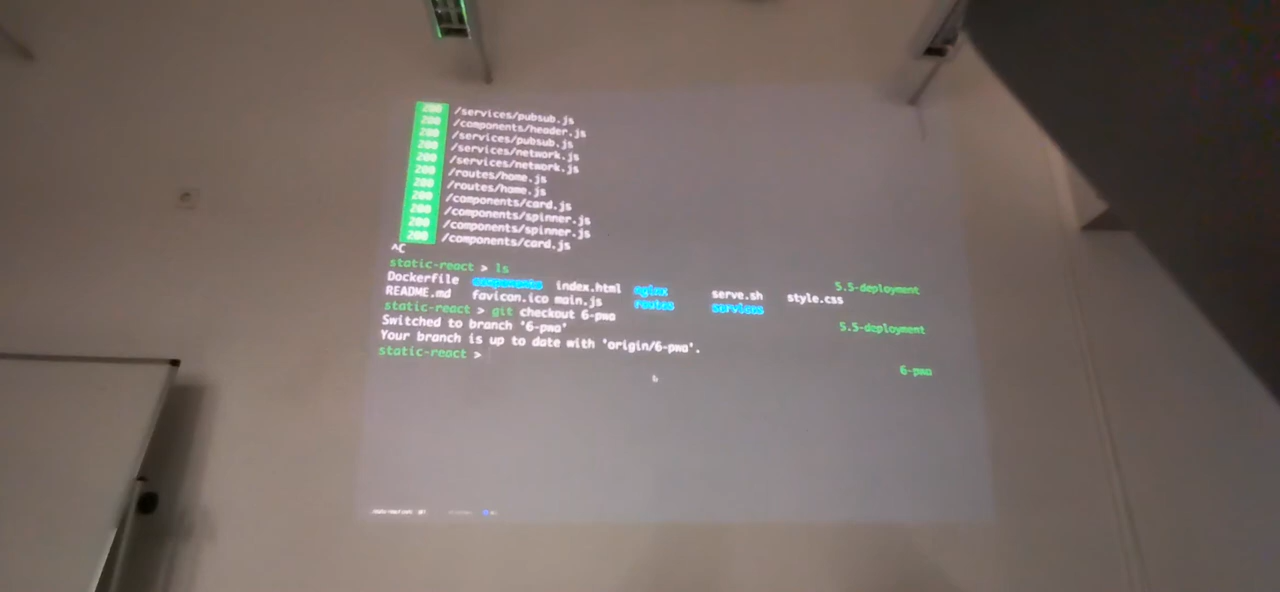 200 /services/pubsub.js
200 /components/header.js
200 /services/pubsub.js
200 /services/network.js
200 /services/network.js
200 /routes/home.js
200 /routes/home.js
200 /components/card.js
200 /components/spinner.js
200 /components/spinner.js
200 /components/card.js
^C
static-react > ls 5.5-deployment
Dockerfile components index.html nginx serve.sh style.css
README.md favicon.ico main.js routes services
static-react > git checkout 6-pwa 5.5-deployment
Switched to branch '6-pwa'
Your branch is up to date with 'origin/6-pwa'.
static-react > 6-pwa